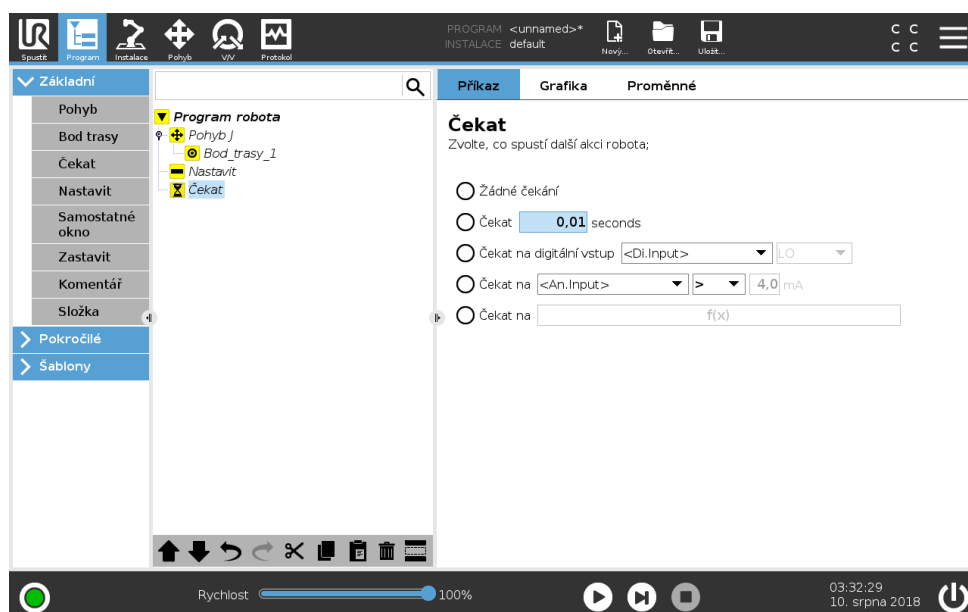 PROGRAM <unnamed>*
INSTALACE default
C C
C C
Spustit Program Instalace Pohyb V/V Protokol Nový... Otevřít... Uložit...
Základní
Pohyb
Bod trasy
Čekat
Nastavit
Samostatné
okno
Zastavit
Komentář
Složka
Pokročilé
Šablony
Program robota
Pohyb J
Bod_trasy_1
Nastavit
Čekat
Příkaz Grafika Proměnné
Čekat
Zvolte, co spustí další akci robota;
Žádné čekání
Čekat 0,01 seconds
Čekat na digitální vstup <Di.Input> LO
Čekat na <An.Input> > 4,0 mA
Čekat na f(x)
Rychlost 100%
03:32:29
10. srpna 2018